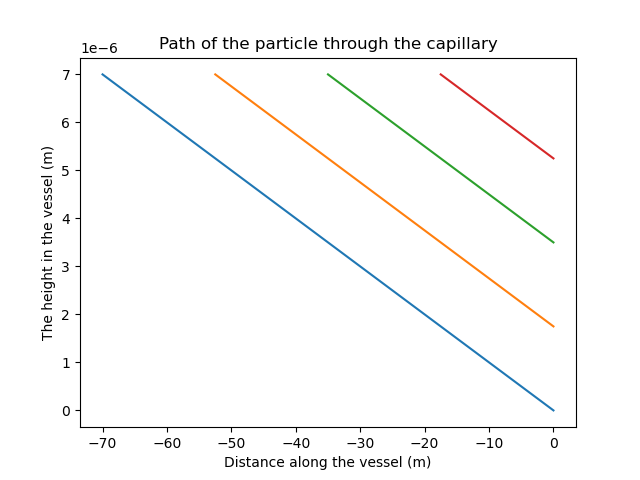 Path of the particle through the capillary
1e−6
7
6
5
4
3
2
1
0
The height in the vessel (m)
−70 −60 −50 −40 −30 −20 −10 0
Distance along the vessel (m)